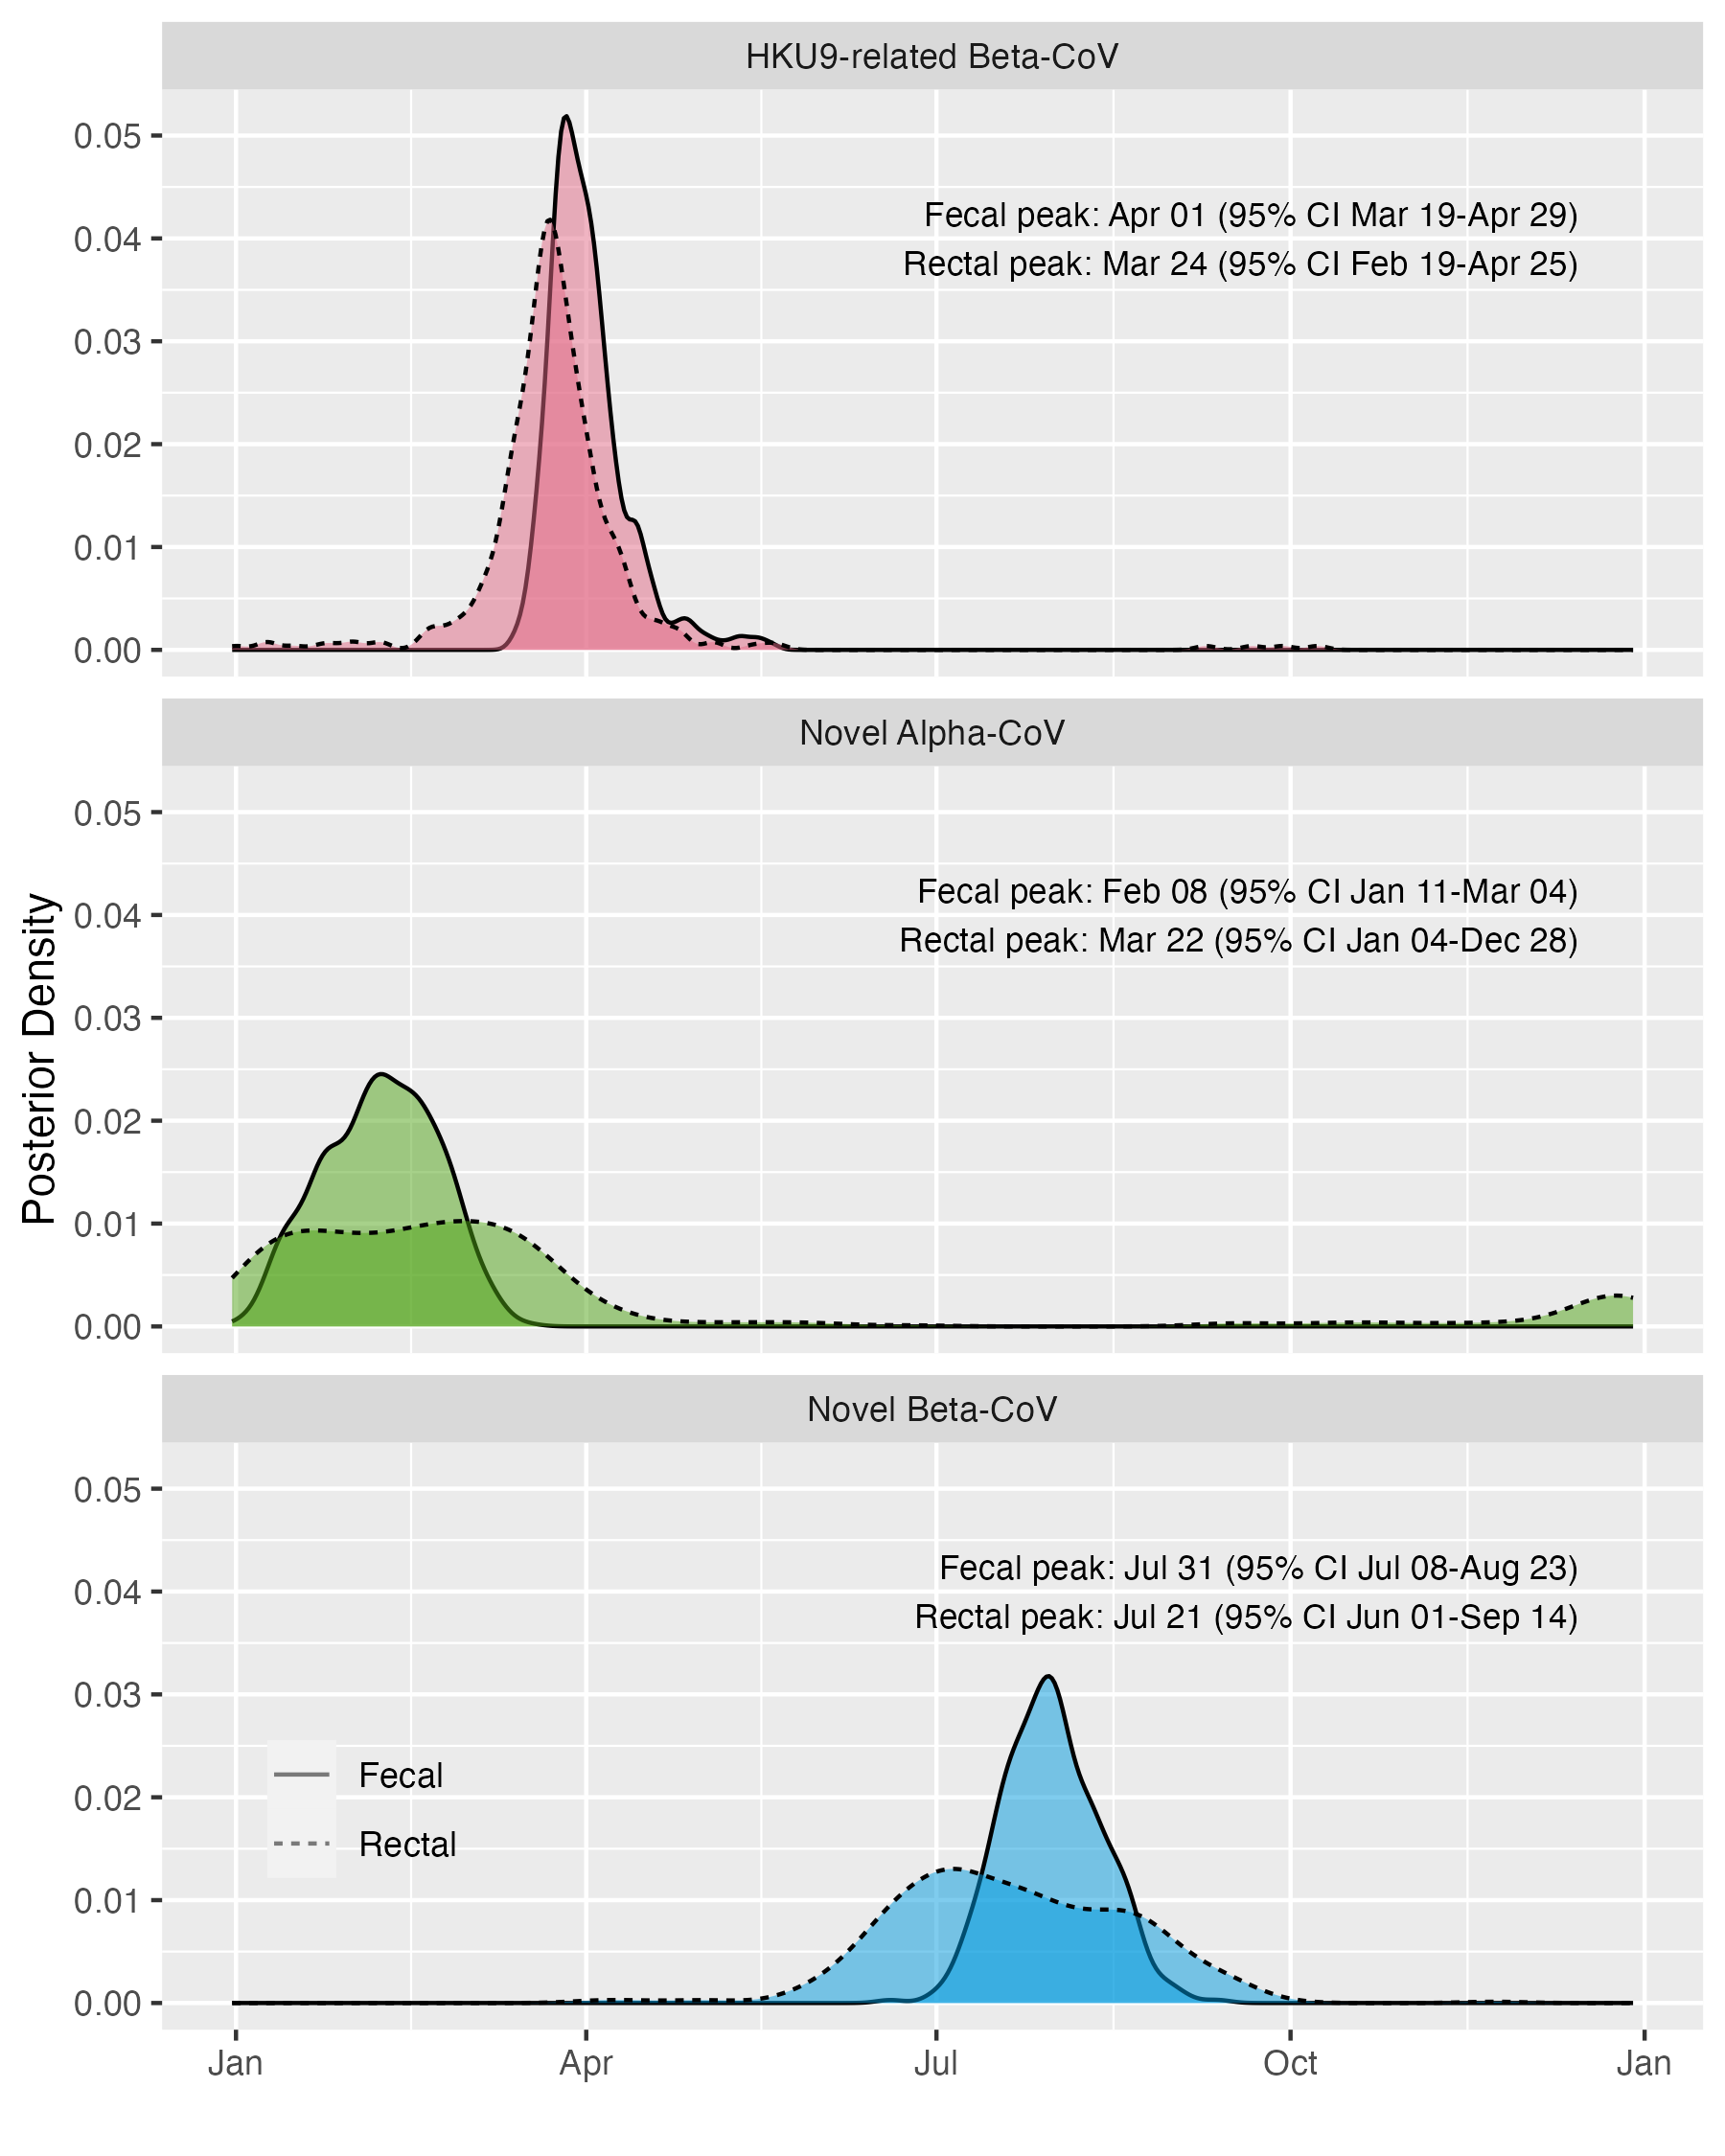 HKU9-related Beta-CoV
0.05
0.04
0.03
0.02
0.01
0.00
Fecal peak: Apr 01 (95% CI Mar 19-Apr 29)
Rectal peak: Mar 24 (95% CI Feb 19-Apr 25)
Novel Alpha-CoV
0.05
0.04
0.03
0.02
0.01
0.00
Fecal peak: Feb 08 (95% CI Jan 11-Mar 04)
Rectal peak: Mar 22 (95% CI Jan 04-Dec 28)
Posterior Density
Novel Beta-CoV
0.05
0.04
0.03
0.02
0.01
0.00
Fecal peak: Jul 31 (95% CI Jul 08-Aug 23)
Rectal peak: Jul 21 (95% CI Jun 01-Sep 14)
Fecal
Rectal
Jan Apr Jul Oct Jan